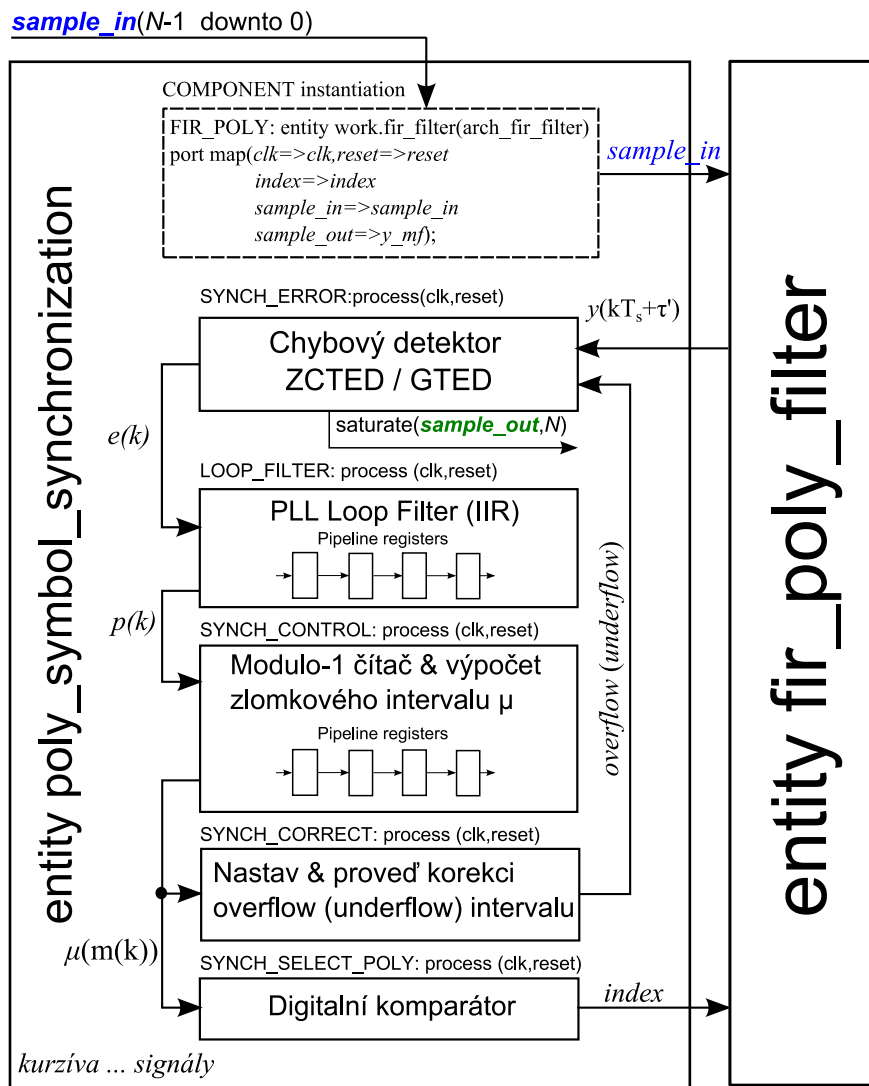 sample_in(N-1 downto 0)
COMPONENT instantiation
FIR_POLY: entity work.fir_filter(arch_fir_filter)
port map(clk=>clk,reset=>reset
index=>index
sample_in=>sample_in
sample_out=>y_mf);
sample_in
SYNCH_ERROR:process(clk,reset)
y(kTs+τ')
Chybový detektor
ZCTED / GTED
saturate(sample_out,N)
e(k)
LOOP_FILTER: process (clk,reset)
PLL Loop Filter (IIR)
Pipeline registers
p(k)
SYNCH_CONTROL: process (clk,reset)
Modulo-1 čítač & výpočet
zlomkového intervalu μ
Pipeline registers
overflow (underflow)
SYNCH_CORRECT: process (clk,reset)
Nastav & proveď korekci
overflow (underflow) intervalu
μ(m(k))
SYNCH_SELECT_POLY: process (clk,reset)
Digitalní komparátor
index
kurzíva ... signály
entity poly_symbol_synchronization
entity fir_poly_filter